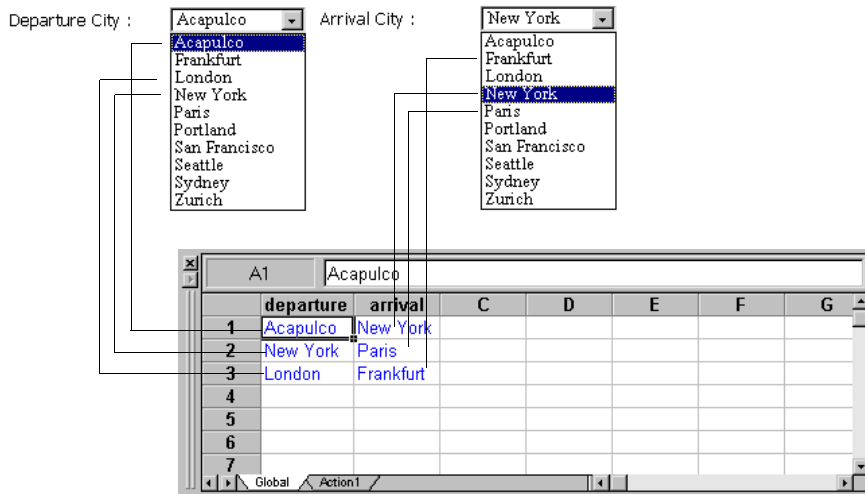 Departure City : Acapulco Arrival City : New York
Acapulco
Frankfurt
London
New York
Paris
Portland
San Francisco
Seattle
Sydney
Zurich
Acapulco
Frankfurt
London
New York
Paris
Portland
San Francisco
Seattle
Sydney
Zurich
A1 Acapulco
departure arrival C D E F G
1 Acapulco New York
2 New York Paris
3 London Frankfurt
4
5
6
7
Global Action1